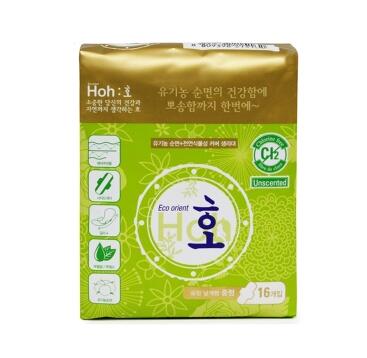 Hoh : 호
소중한 당신의 건강과
자연까지 생각하는 호
유기농 순면의 건강함에
뽀송함까지 한번에~
유기농 순면+천연식물성 커버 생리대
Chlorine free
Cl2
Unscented
Eco orient
Hoh
호
중형
16개입